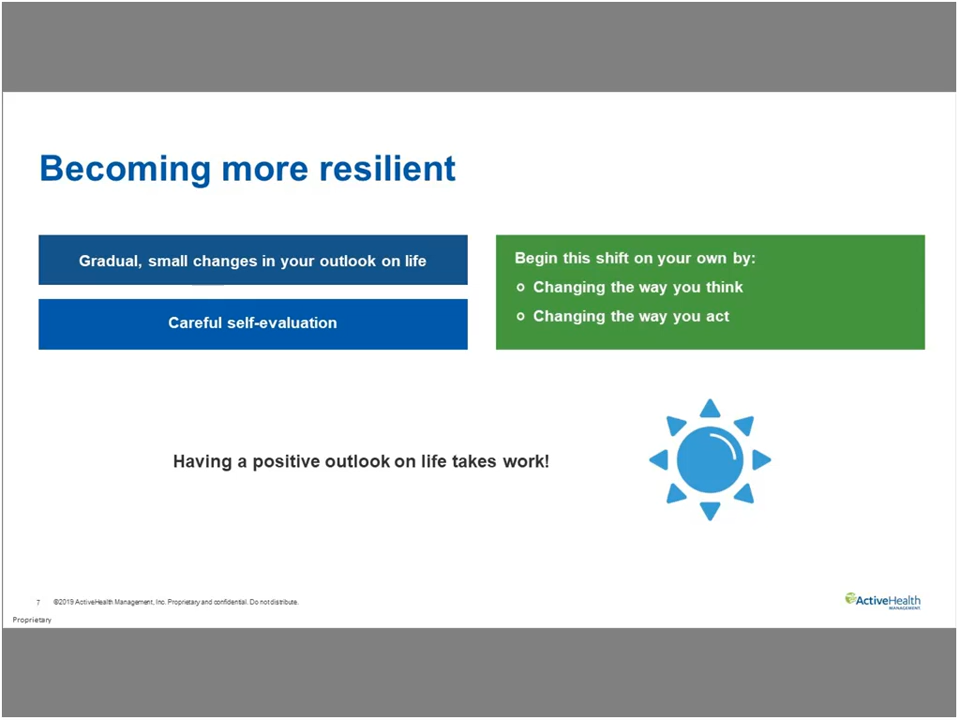 Becoming more resilient
Gradual, small changes in your outlook on life
Careful self-evaluation
Begin this shift on your own by:
Changing the way you think
Changing the way you act
Having a positive outlook on life takes work!
7 ©2019 ActiveHealth Management, Inc. Proprietary and confidential. Do not distribute.
ActiveHealth
MANAGEMENT.
Proprietary